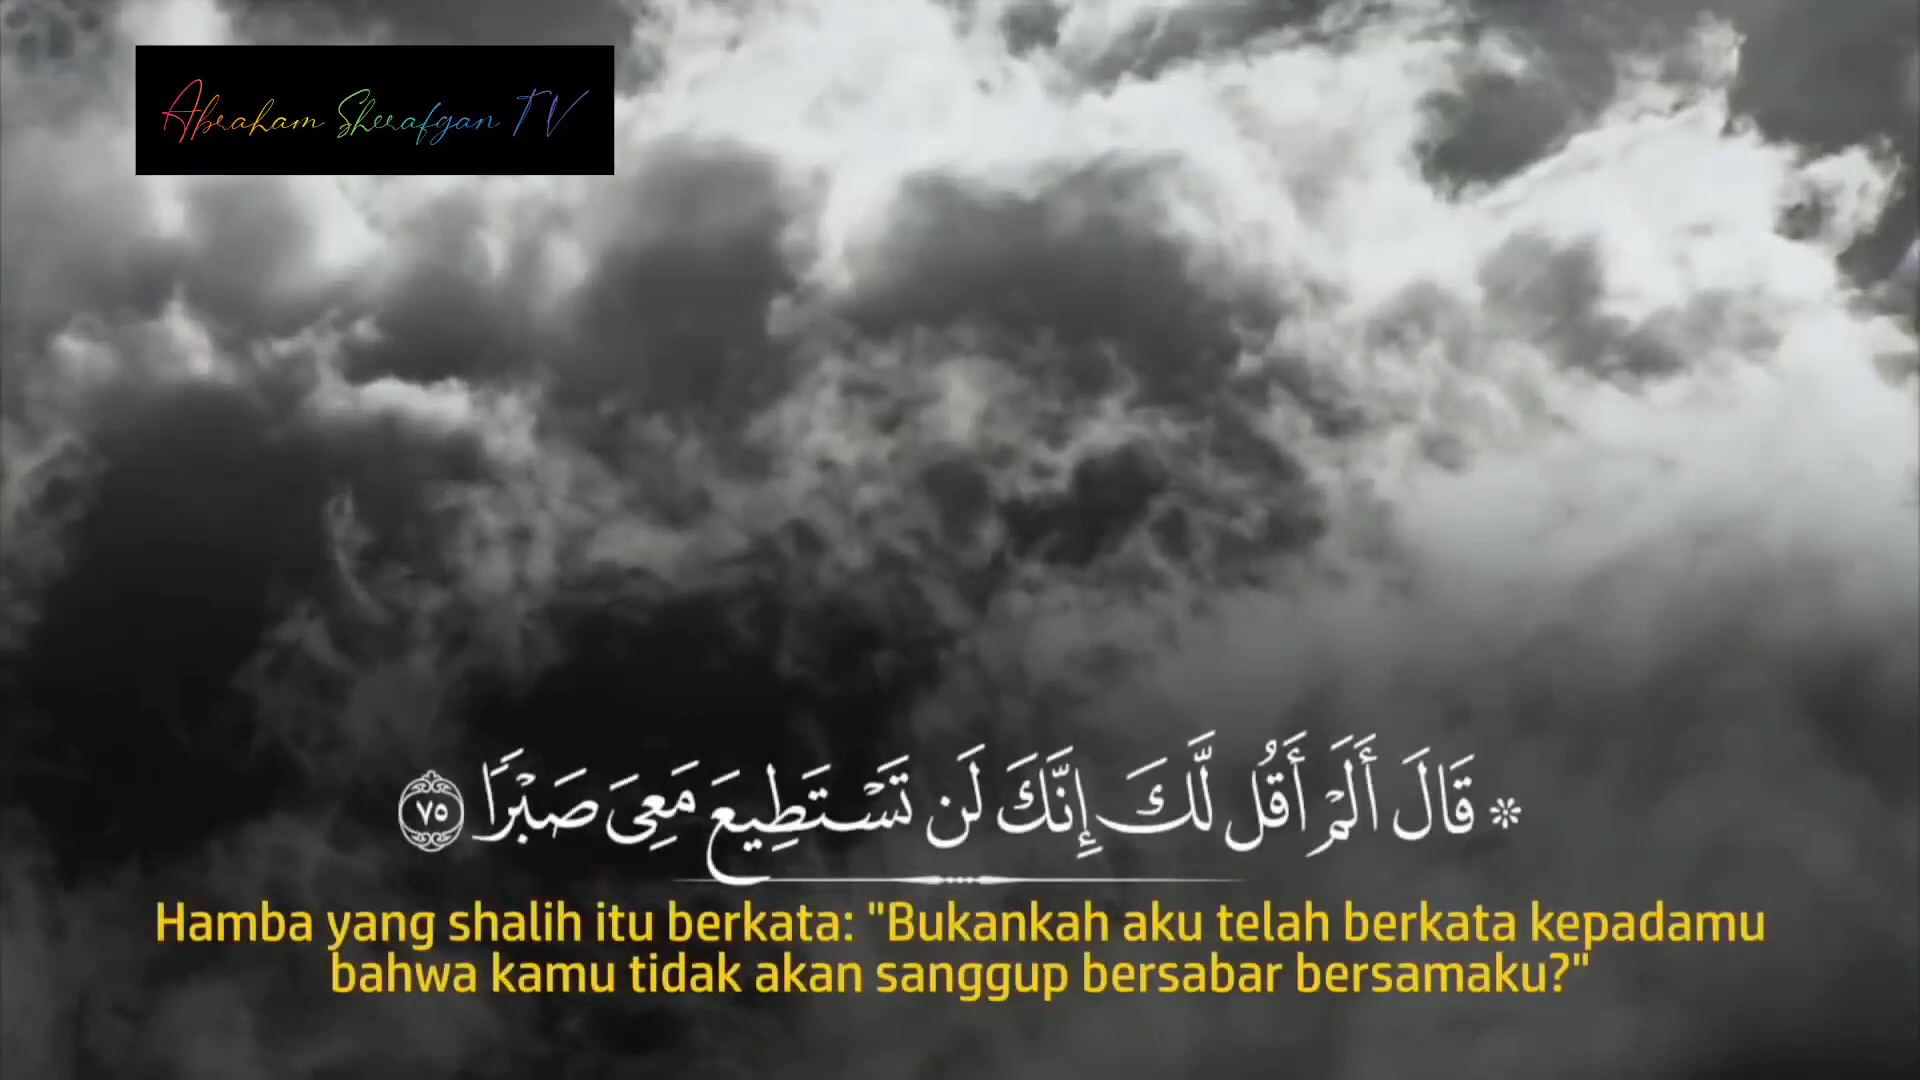 Abraham Sherafgan TV
۞ قَالَ أَلَمْ أَقُل لَّكَ إِنَّكَ لَن تَسْتَطِيعَ مَعِىَ صَبْرًا ٧٥
Hamba yang shalih itu berkata: "Bukankah aku telah berkata kepadamu
bahwa kamu tidak akan sanggup bersabar bersamaku?"